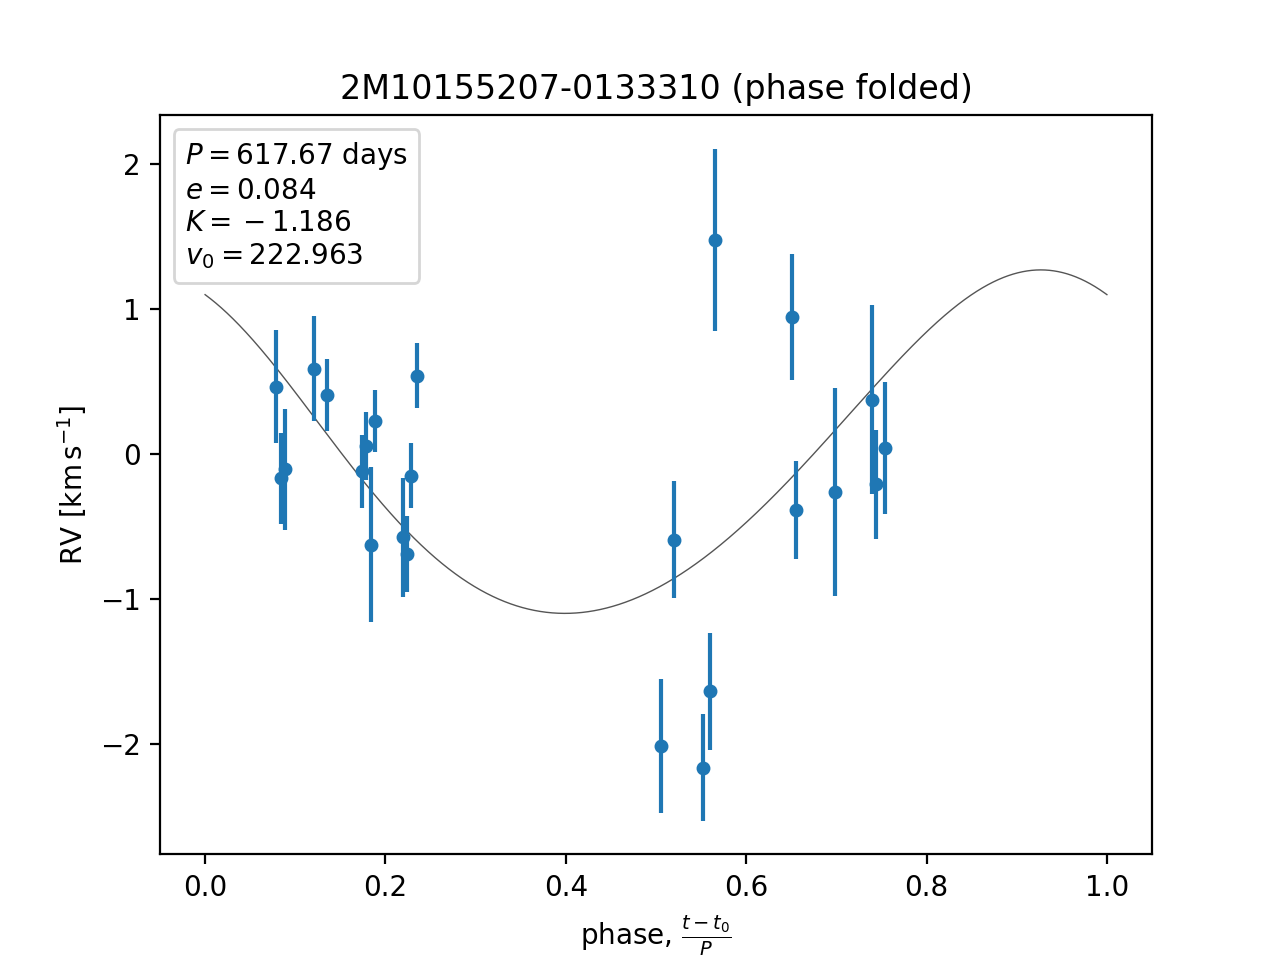 2M10155207-0133310 (phase folded)
P = 617.67 days
e = 0.084
K = −1.186
v₀ = 222.963
2
1
0
−1
−2
RV [km s⁻¹]
0.0 0.2 0.4 0.6 0.8 1.0
phase, (t − t₀)/P